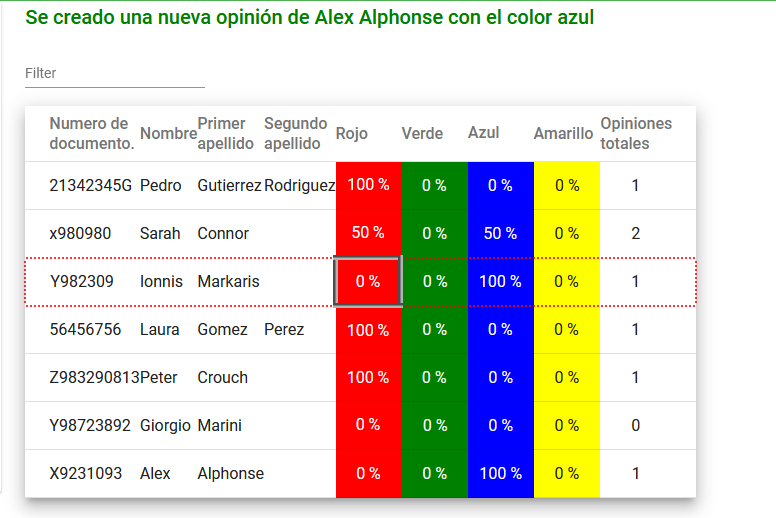 Se creado una nueva opinión de Alex Alphonse con el color azul
Filter
Numero de documento. Nombre Primer apellido Segundo apellido Rojo Verde Azul Amarillo Opiniones totales
21342345G Pedro Gutierrez Rodriguez 100 % 0 % 0 % 0 % 1
x980980 Sarah Connor 50 % 0 % 50 % 0 % 2
Y982309 Ionnis Markaris 0 % 0 % 100 % 0 % 1
56456756 Laura Gomez Perez 100 % 0 % 0 % 0 % 1
Z983290813 Peter Crouch 100 % 0 % 0 % 0 % 1
Y98723892 Giorgio Marini 0 % 0 % 0 % 0 % 0
X9231093 Alex Alphonse 0 % 0 % 100 % 0 % 1